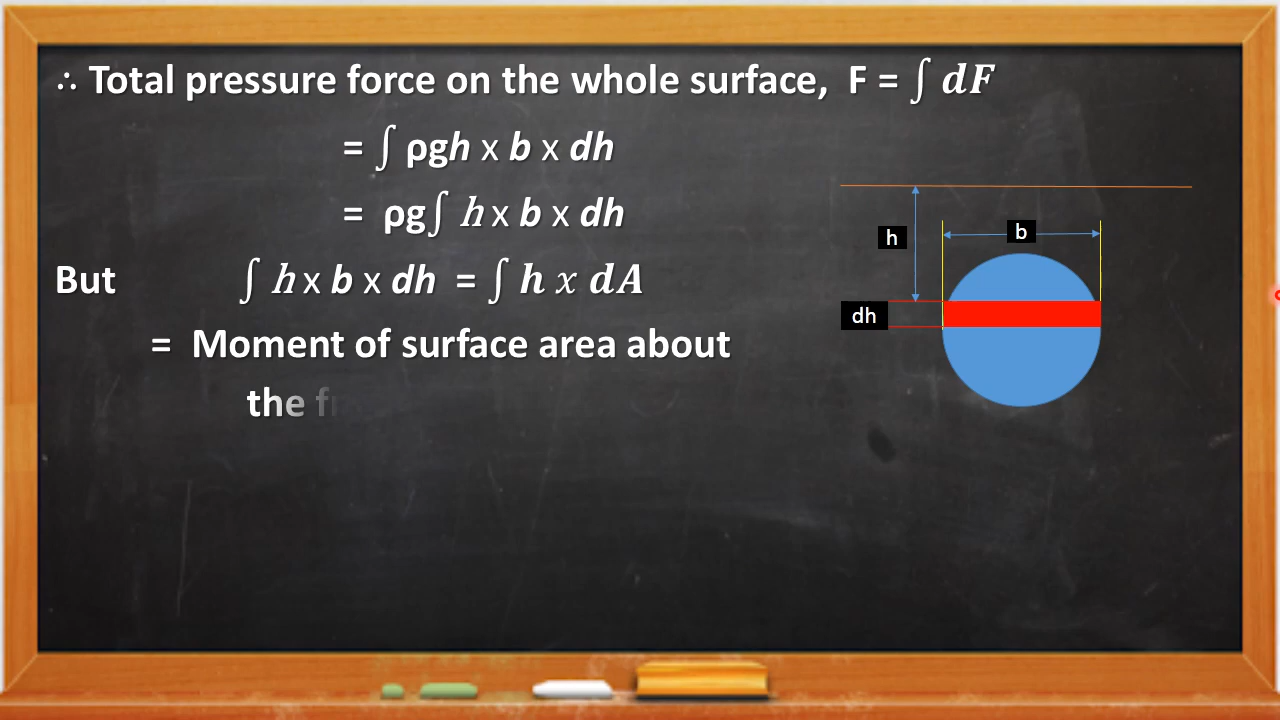 ∴ Total pressure force on the whole surface, F = ∫ dF
= ∫ ρgh x b x dh
= ρg∫ h x b x dh
But ∫ h x b x dh = ∫ h x dA
= Moment of surface area about
the
h
b
dh